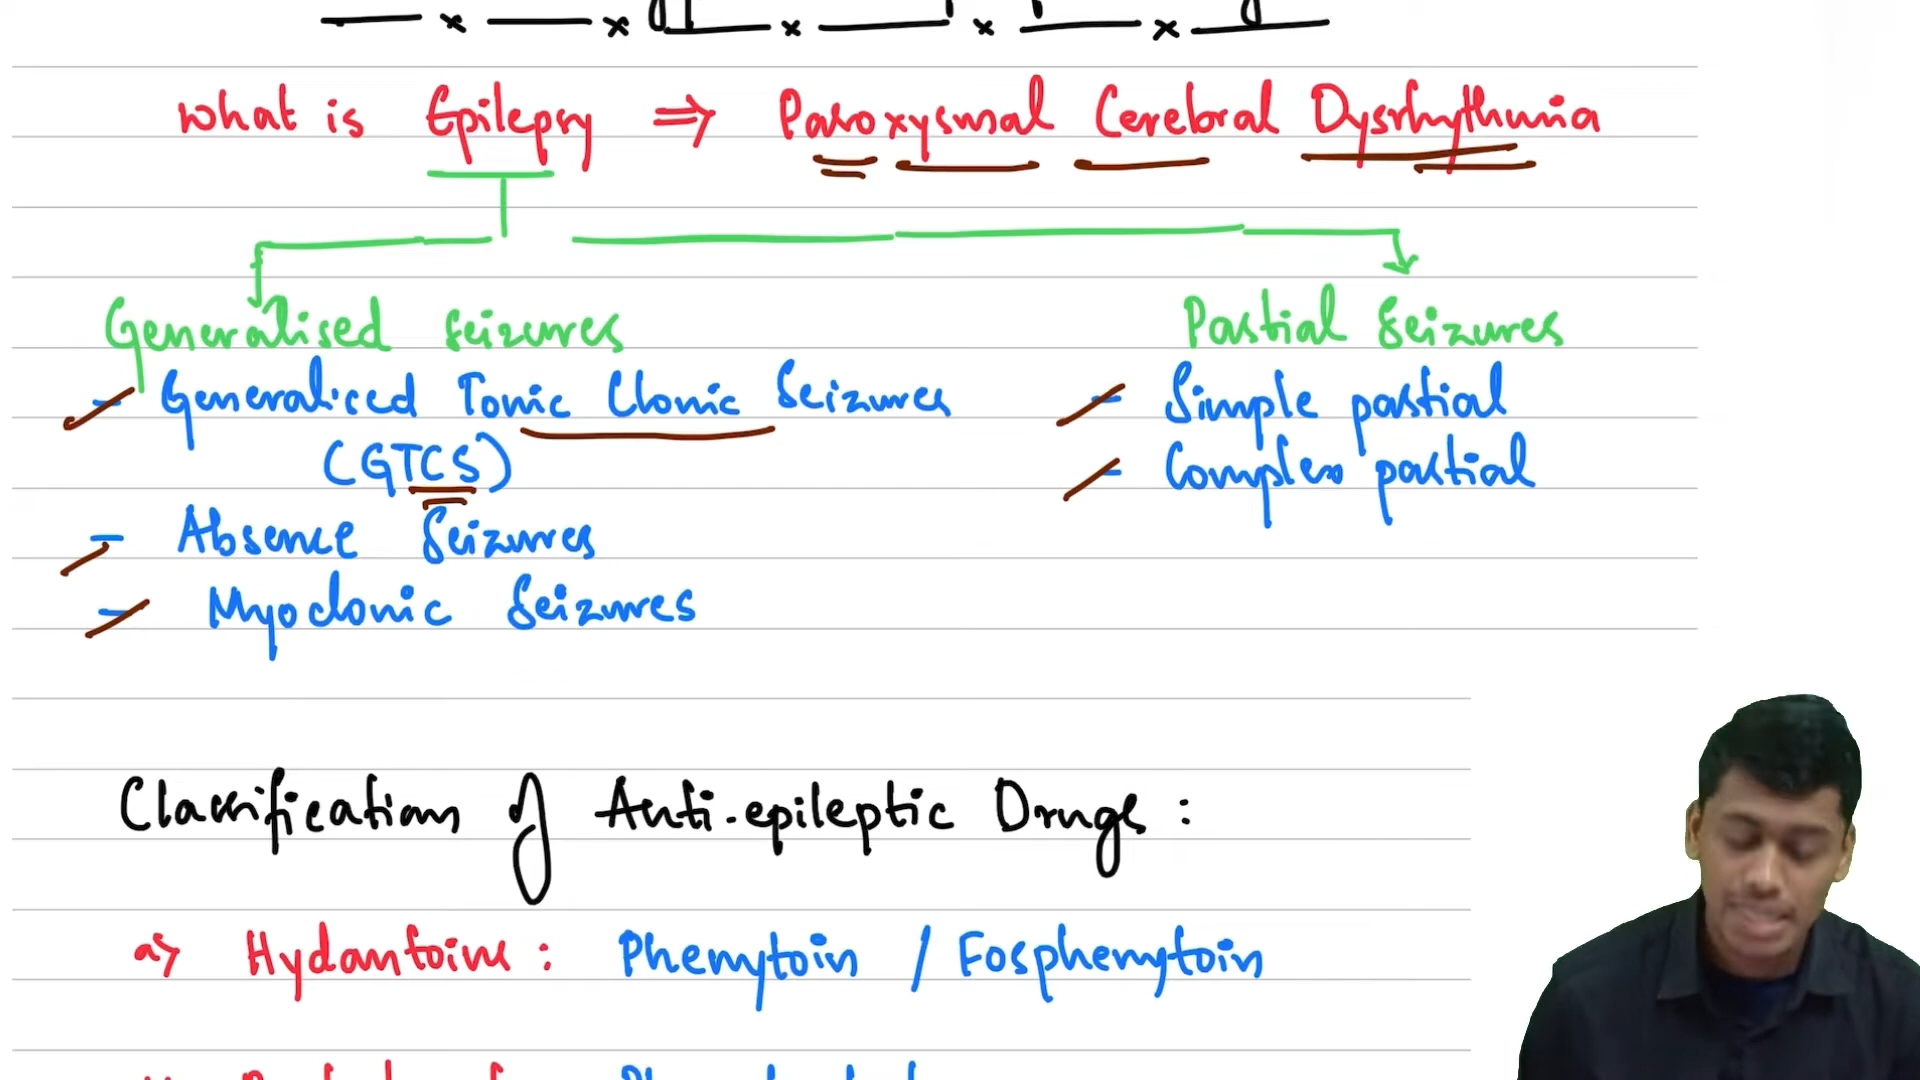 What is Epilepsy ⇒ Paroxysmal Cerebral Dysrhythmia
Generalised Seizures
- Generalised Tonic Clonic Seizures
(GTCS)
- Absence Seizures
- Myoclonic Seizures
Partial Seizures
- Simple partial
- Complex partial
Classification of Anti-epileptic Drugs :
a> Hydantoins : Phenytoin / Fosphenytoin